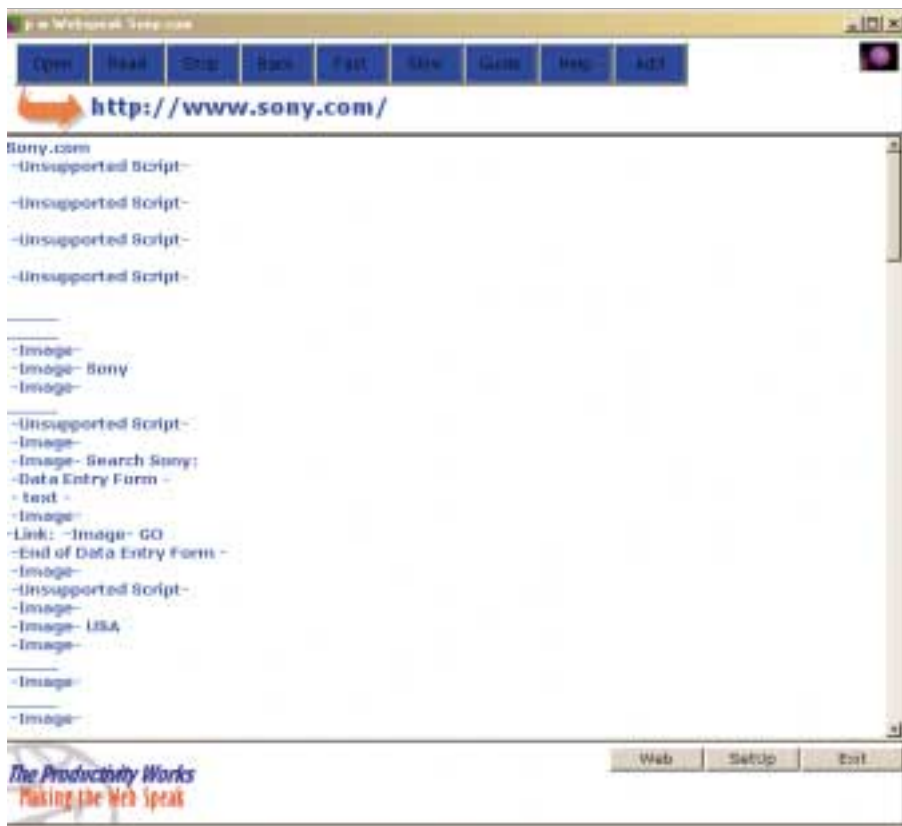 p w Webspeak Sony.com
Open Read Stop Back Fast Slow Guide Help Add
http://www.sony.com/
Sony.com
-Unsupported Script-
-Unsupported Script-
-Unsupported Script-
-Unsupported Script-
-Image-
-Image- Sony
-Image-
-Unsupported Script-
-Image-
-Image- Search Sony:
-Data Entry Form -
- text -
-Image-
-Link: -Image- GO
-End of Data Entry Form -
-Image-
-Unsupported Script-
-Image-
-Image- USA
-Image-
-Image-
-Image-
Web SetUp Exit
The Productivity Works
Making the Web Speak